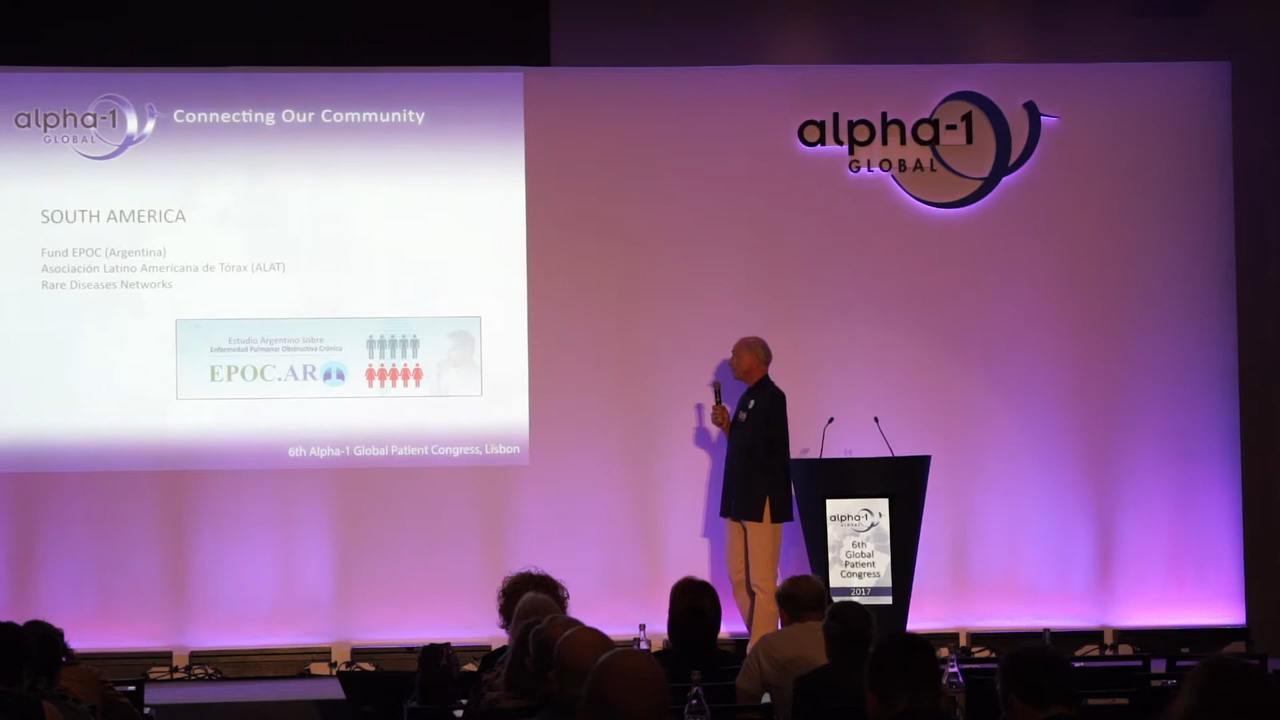 alpha-1
GLOBAL
Connecting Our Community
SOUTH AMERICA
Fund EPOC (Argentina)
Asociación Latino Americana de Tórax (ALAT)
Rare Diseases Networks
Estudio Argentino sobre
Enfermedad Pulmonar Obstructiva Crónica
EPOC.AR
6th Alpha-1 Global Patient Congress, Lisbon
alpha-1
GLOBAL
alpha-1
GLOBAL
6th
Global
Patient
Congress
2017